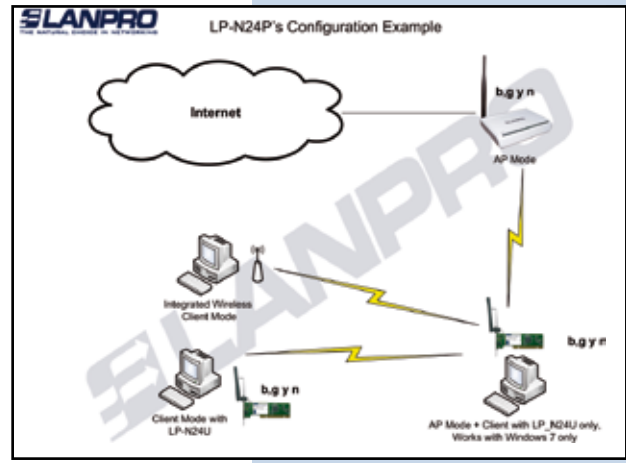 LANPRO
THE NATURAL CHOICE IN NETWORKING
LP-N24P's Configuration Example
Internet
b,g y n
AP Mode
Integrated Wireless
Client Mode
b,g y n
b,g y n
Client Mode with
LP-N24U
AP Mode + Client with LP_N24U only.
Works with Windows 7 only
LANPRO